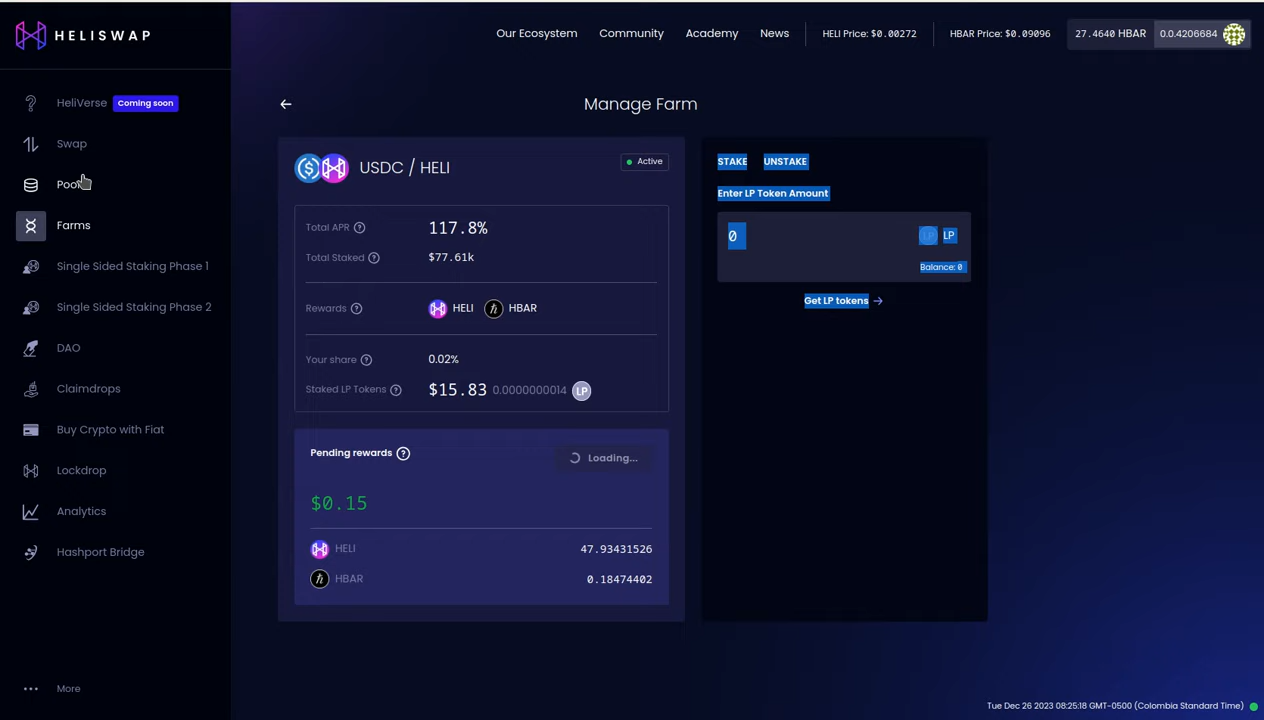 HELISWAP
Our Ecosystem Community Academy News HELI Price: $0.00272 HBAR Price: $0.09096 27.4640 HBAR 0.0.4206684
HeliVerse Coming soon
Swap
Farms
Single Sided Staking Phase 1
Single Sided Staking Phase 2
DAO
Claimdrops
Buy Crypto with Fiat
Lockdrop
Analytics
Hashport Bridge
More
Manage Farm
USDC / HELI
Active
Total APR ? 117.8%
Total Staked ? $77.61k
Rewards ? HELI HBAR
Your share ? 0.02%
Staked LP Tokens ? $15.83 0.0000000014 LP
Pending rewards ? Loading...
$0.15
HELI 47.93431526
HBAR 0.18474402
STAKE UNSTAKE
Enter LP Token Amount
0 LP LP
Balance: 0
Get LP tokens →
Tue Dec 26 2023 08:25:18 GMT-0500 (Colombia Standard Time)